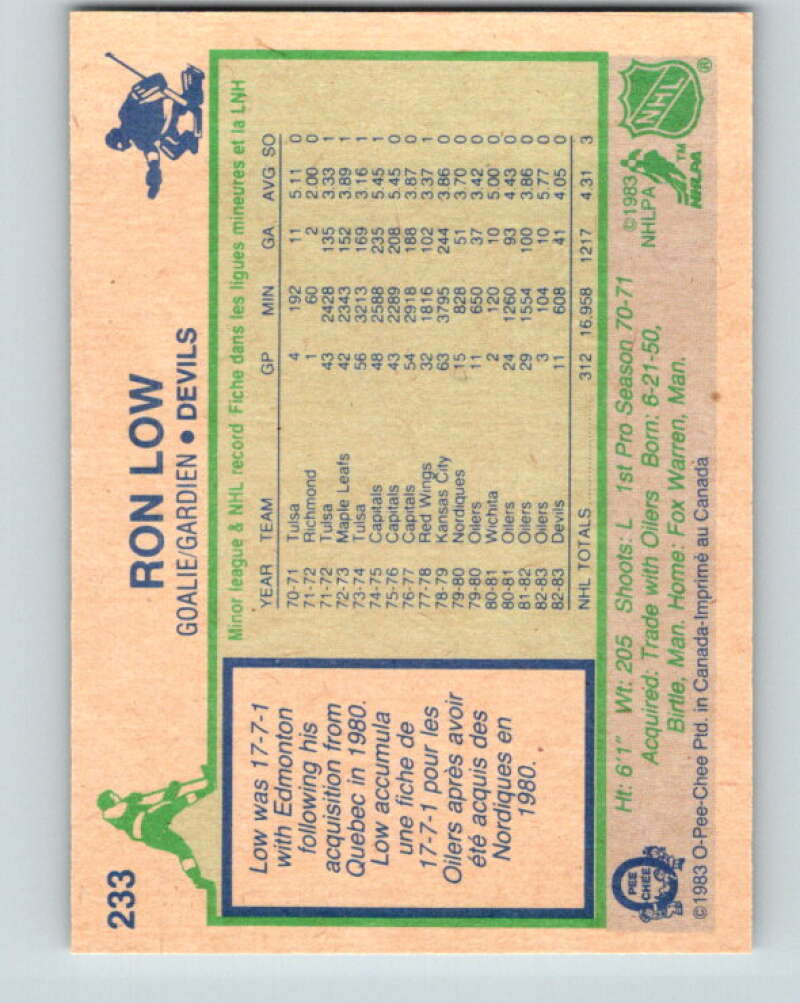 233
RON LOW
GOALIE/GARDIEN • DEVILS
Low was 17-7-1
with Edmonton
following his
acquisition from
Quebec in 1980.
Low accumula
une fiche de
17-7-1 pour les
Oilers après avoir
été acquis des
Nordiques en
1980.
Minor league & NHL record Fiche dans les ligues mineures et la LNH
YEAR TEAM GP MIN GA AVG SO
70-71 Tulsa 4 192 11 5.11 0
71-72 Richmond 1 60 2 2.00 0
71-72 Tulsa 43 2428 135 3.33 1
72-73 Maple Leafs 42 2343 152 3.89 1
73-74 Tulsa 56 3213 169 3.16 1
74-75 Capitals 48 2588 235 5.45 1
75-76 Capitals 43 2289 208 5.45 0
76-77 Capitals 54 2918 188 3.87 0
77-78 Red Wings 32 1816 102 3.37 1
78-79 Kansas City 63 3795 244 3.86 0
79-80 Nordiques 15 828 51 3.70 0
79-80 Oilers 11 650 37 3.42 0
80-81 Wichita 2 120 10 5.00 0
80-81 Oilers 24 1260 93 4.43 0
81-82 Oilers 29 1554 100 3.86 0
82-83 Oilers 3 104 10 5.77 0
82-83 Devils 11 608 41 4.05 0
NHL TOTALS 312 16,958 1217 4.31 3
Ht: 6'1" Wt: 205 Shoots: L 1st Pro Season 70-71
Acquired: Trade with Oilers Born: 6-21-50,
Birtle, Man. Home: Fox Warren, Man.
NHL ®
©1983
NHLPA
NHLPA ™
O PEE CHEE
©1983 O-Pee-Chee Ptd. in Canada-Imprimé au Canada